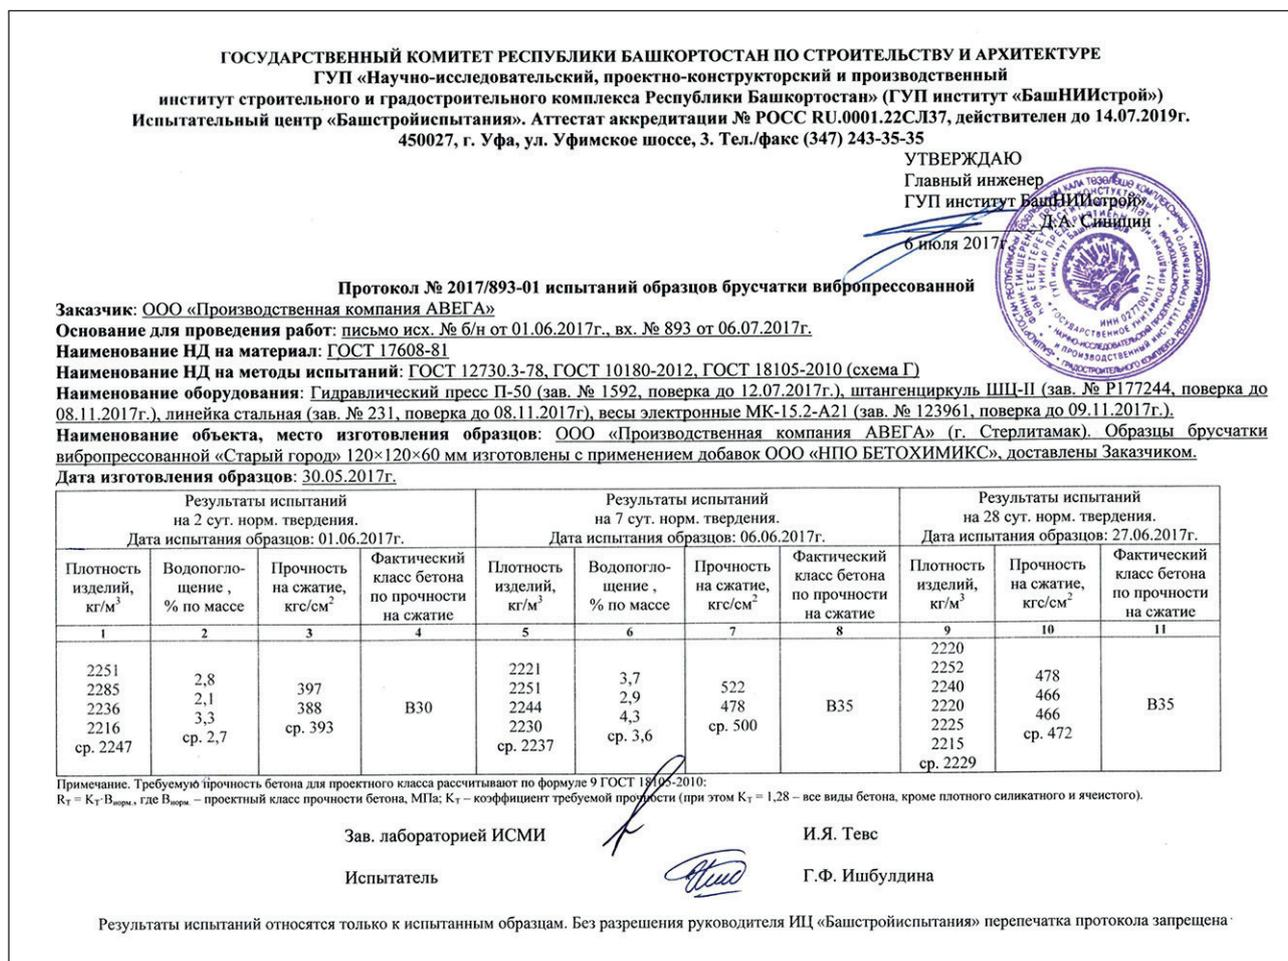 ГОСУДАРСТВЕННЫЙ КОМИТЕТ РЕСПУБЛИКИ БАШКОРТОСТАН ПО СТРОИТЕЛЬСТВУ И АРХИТЕКТУРЕ
ГУП «Научно-исследовательский, проектно-конструкторский и производственный
институт строительного и градостроительного комплекса Республики Башкортостан» (ГУП институт «БашНИИстрой»)
Испытательный центр «Башстройиспытания». Аттестат аккредитации № РОСС RU.0001.22СЛ37, действителен до 14.07.2019г.
450027, г. Уфа, ул. Уфимское шоссе, 3. Тел./факс (347) 243-35-35
УТВЕРЖДАЮ
Главный инженер
ГУП институт БашНИИстрой»
Д.А. Синицин
6 июля 2017г.
ИНН 0277001117
Протокол № 2017/893-01 испытаний образцов брусчатки вибропрессованной
Заказчик: ООО «Производственная компания АВЕГА»
Основание для проведения работ: письмо исх. № б/н от 01.06.2017г., вх. № 893 от 06.07.2017г.
Наименование НД на материал: ГОСТ 17608-81
Наименование НД на методы испытаний: ГОСТ 12730.3-78, ГОСТ 10180-2012, ГОСТ 18105-2010 (схема Г)
Наименование оборудования: Гидравлический пресс П-50 (зав. № 1592, поверка до 12.07.2017г.), штангенциркуль ШЦ-II (зав. № Р177244, поверка до
08.11.2017г.), линейка стальная (зав. № 231, поверка до 08.11.2017г), весы электронные МК-15.2-А21 (зав. № 123961, поверка до 09.11.2017г.).
Наименование объекта, место изготовления образцов: ООО «Производственная компания АВЕГА» (г. Стерлитамак). Образцы брусчатки
вибропрессованной «Старый город» 120×120×60 мм изготовлены с применением добавок ООО «НПО БЕТОХИМИКС», доставлены Заказчиком.
Дата изготовления образцов: 30.05.2017г.
Результаты испытаний
на 2 сут. норм. твердения.
Дата испытания образцов: 01.06.2017г.
Результаты испытаний
на 7 сут. норм. твердения.
Дата испытания образцов: 06.06.2017г.
Результаты испытаний
на 28 сут. норм. твердения.
Дата испытания образцов: 27.06.2017г.
Плотность
изделий,
кг/м³
Водопогло-
щение ,
% по массе
Прочность
на сжатие,
кгс/см²
Фактический
класс бетона
по прочности
на сжатие
Плотность
изделий,
кг/м³
Водопогло-
щение ,
% по массе
Прочность
на сжатие,
кгс/см²
Фактический
класс бетона
по прочности
на сжатие
Плотность
изделий,
кг/м³
Прочность
на сжатие,
кгс/см²
Фактический
класс бетона
по прочности
на сжатие
1 2 3 4 5 6 7 8 9 10 11
2251
2285
2236
2216
ср. 2247
2,8
2,1
3,3
ср. 2,7
397
388
ср. 393
В30
2221
2251
2244
2230
ср. 2237
3,7
2,9
4,3
ср. 3,6
522
478
ср. 500
В35
2220
2252
2240
2220
2225
2215
ср. 2229
478
466
466
ср. 472
В35
Примечание. Требуемую прочность бетона для проектного класса рассчитывают по формуле 9 ГОСТ 18105-2010:
Rт = Kт·Bнорм., где Bнорм. – проектный класс прочности бетона, МПа; Kт – коэффициент требуемой прочности (при этом Kт = 1,28 – все виды бетона, кроме плотного силикатного и ячеистого).
Зав. лабораторией ИСМИ И.Я. Тевс
Испытатель Г.Ф. Ишбулдина
Результаты испытаний относятся только к испытанным образцам. Без разрешения руководителя ИЦ «Башстройиспытания» перепечатка протокола запрещена